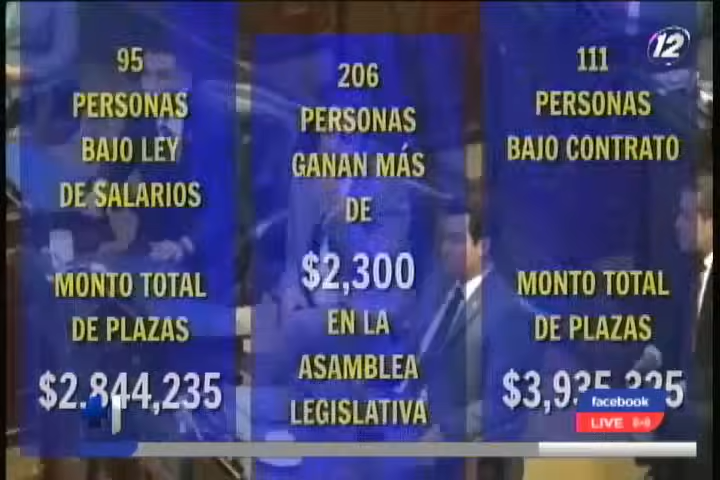 95
PERSONAS
BAJO LEY
DE SALARIOS
MONTO TOTAL
DE PLAZAS
$2,844,235
206
PERSONAS
GANAN MÁS
DE
$2,300
EN LA
ASAMBLEA
LEGISLATIVA
111
PERSONAS
BAJO CONTRATO
MONTO TOTAL
DE PLAZAS
12
facebook
LIVE